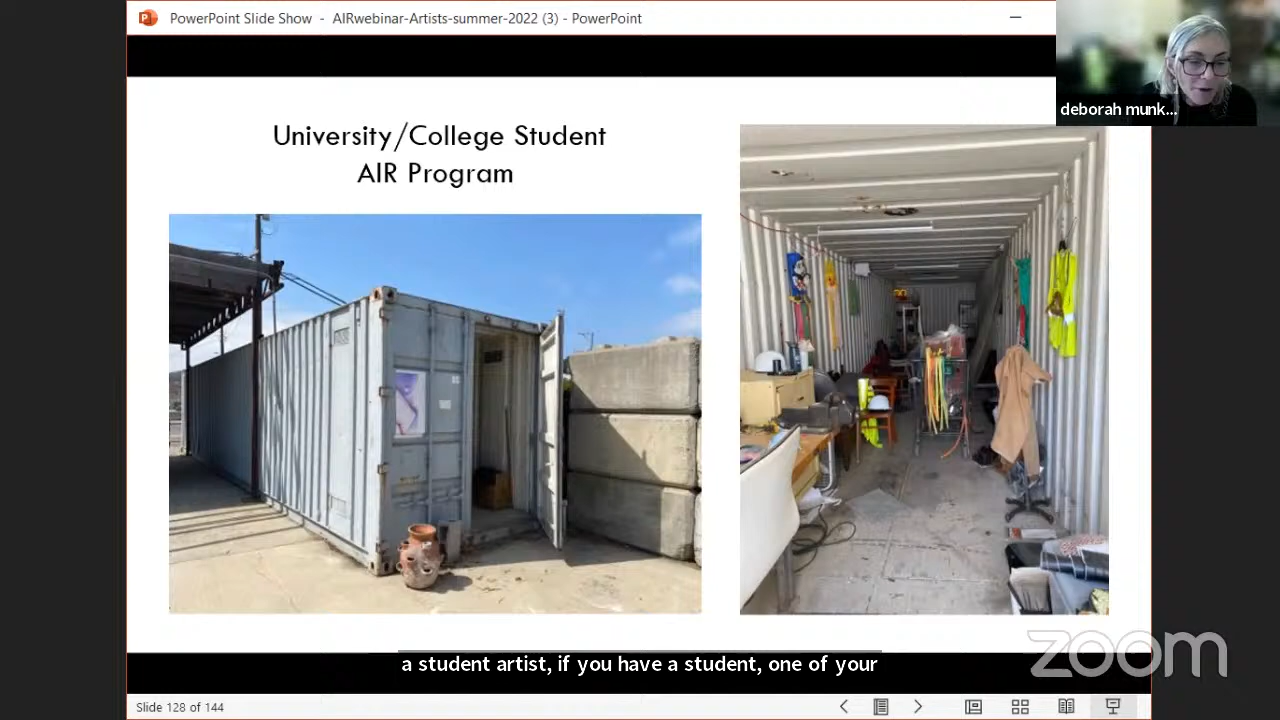 PowerPoint Slide Show - AIRwebinar-Artists-summer-2022 (3) - PowerPoint
deborah munk...
University/College Student
AIR Program
a student artist, if you have a student, one of your
zoom
Slide 128 of 144